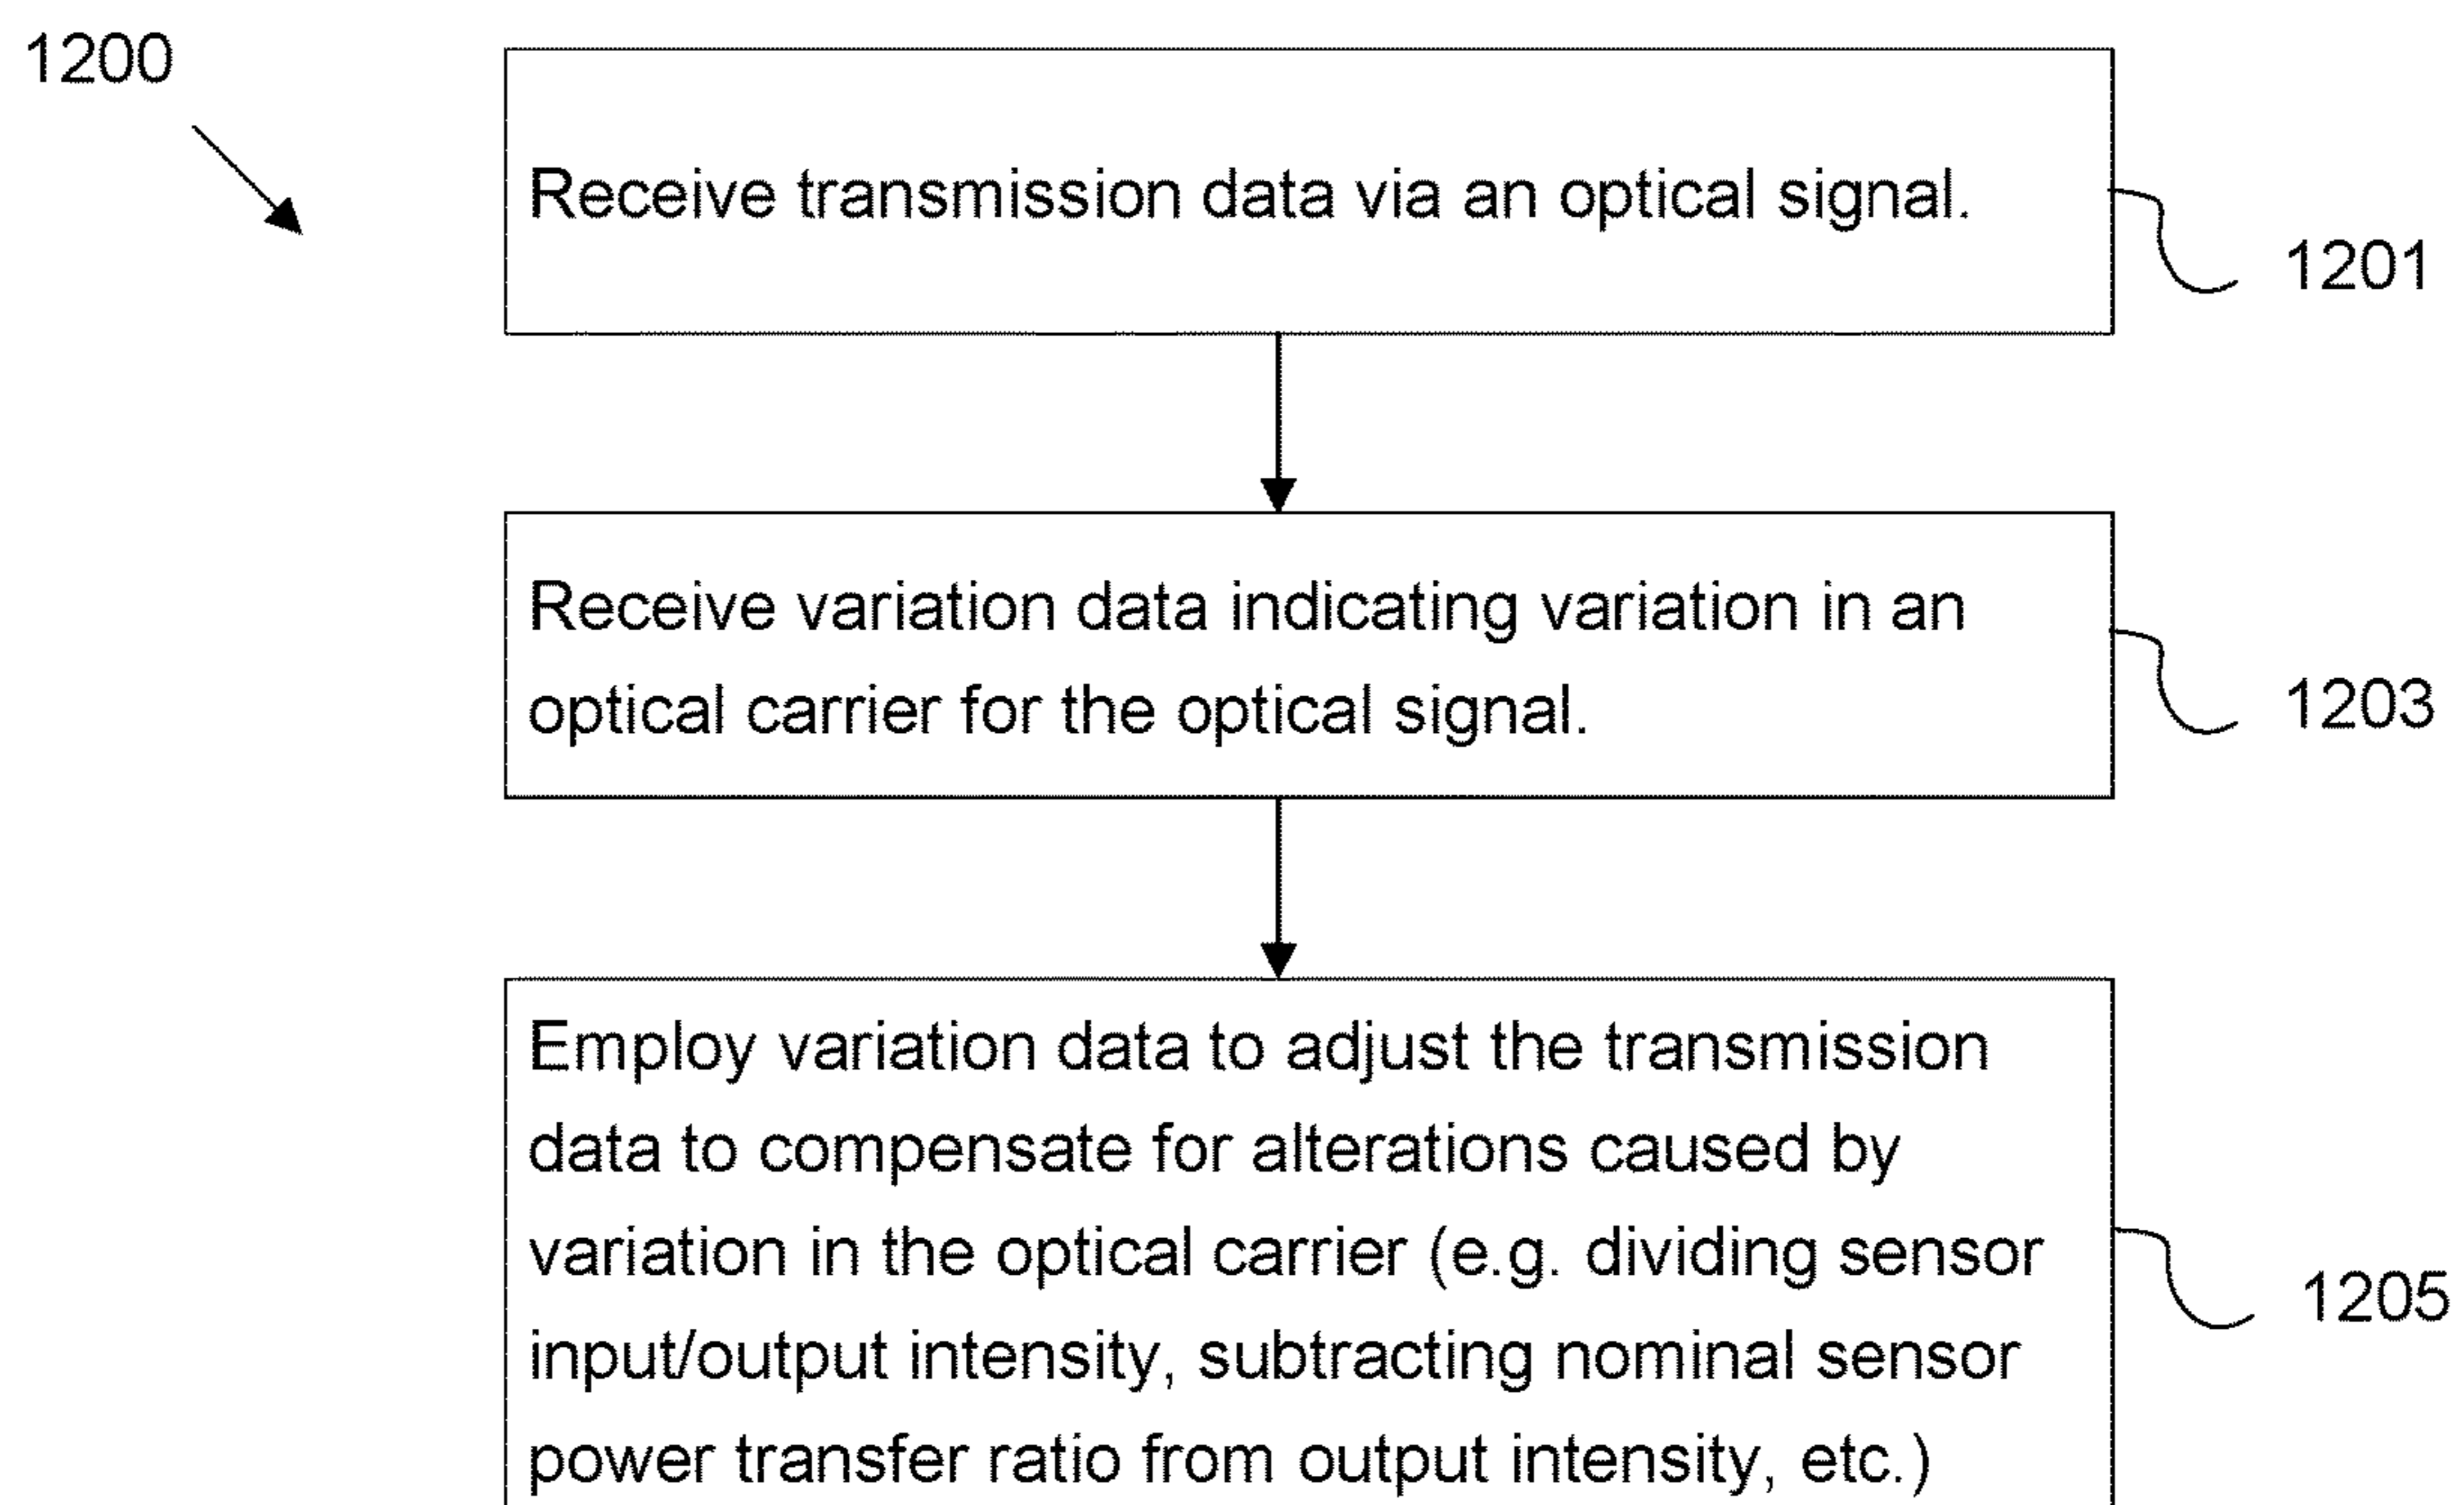 1200
Receive transmission data via an optical signal.
1201
Receive variation data indicating variation in an
optical carrier for the optical signal.
1203
Employ variation data to adjust the transmission
data to compensate for alterations caused by
variation in the optical carrier (e.g. dividing sensor
input/output intensity, subtracting nominal sensor
power transfer ratio from output intensity, etc.)
1205